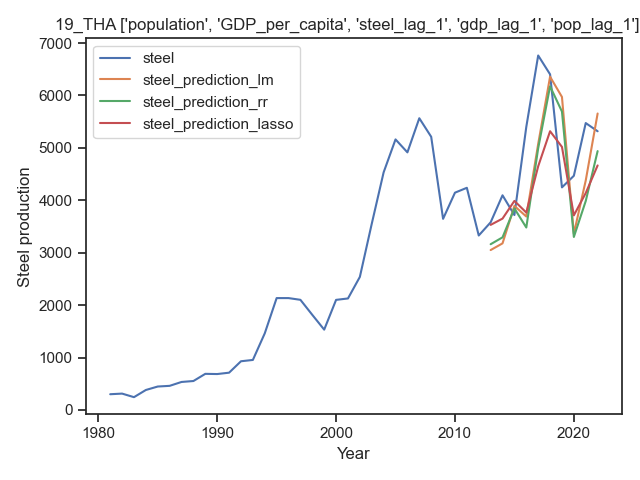 19_THA ['population', 'GDP_per_capita', 'steel_lag_1', 'gdp_lag_1', 'pop_lag_1']
7000
6000
5000
4000
3000
2000
1000
0
Steel production
steel
steel_prediction_lm
steel_prediction_rr
steel_prediction_lasso
1980
1990
2000
2010
2020
Year